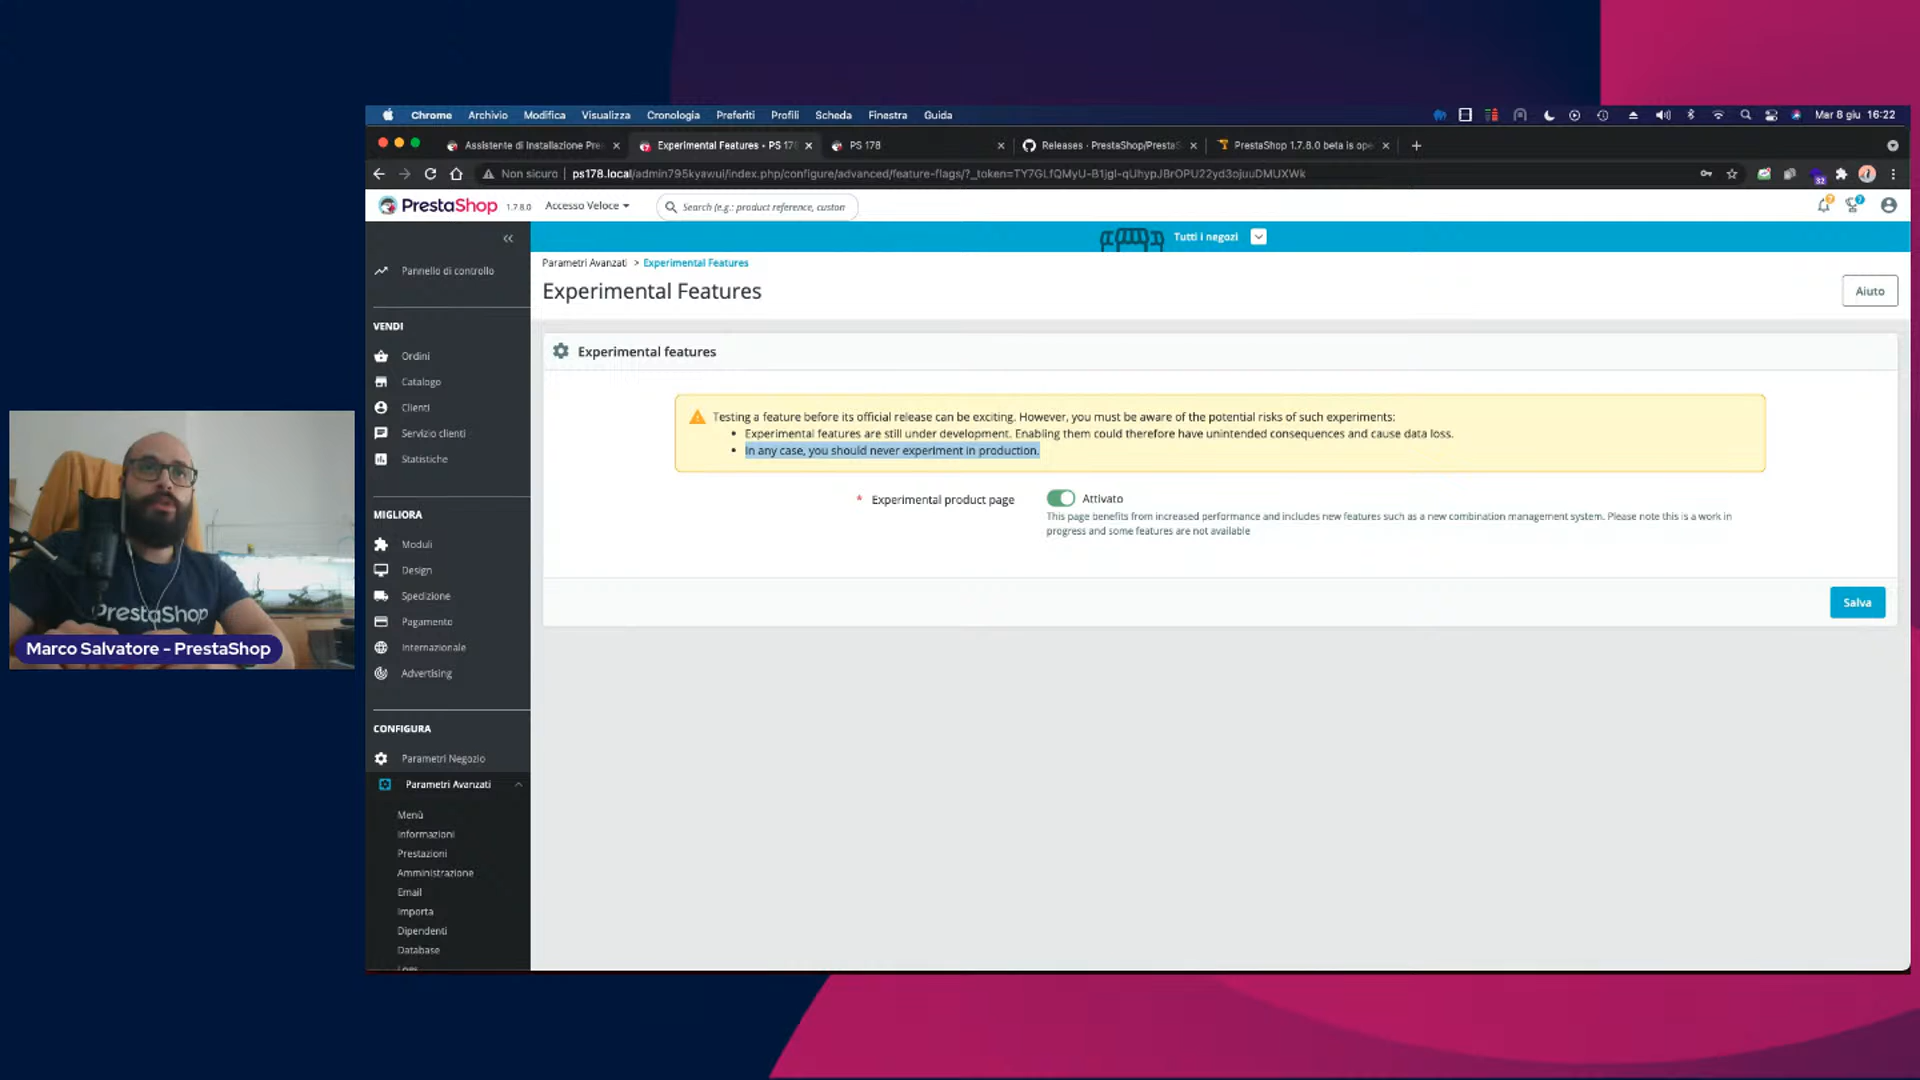 Chrome Archivio Modifica Visualizza Cronologia Preferiti Profili Scheda Finestra Guida
Mar 8 giu 16:22
Assistente di Installazione Pre
Experimental Features • PS 178
PS 178
Releases · PrestaShop/PrestaS
PrestaShop 1.7.8.0 beta is ope
Non sicuro
ps178.local/admin795kyawui/index.php/configure/advanced/feature-flags/?_token=TY7GLfQMyU-B1jgl-qUhypJBrOPU22yd3ojuuDMUXWk
32
PrestaShop 1.7.8.0
Accesso Veloce
Search (e.g.: product reference, custom
Tutti i negozi
Parametri Avanzati > Experimental Features
Experimental Features
Aiuto
Pannello di controllo
VENDI
Ordini
Catalogo
Clienti
Servizio clienti
Statistiche
MIGLIORA
Moduli
Design
Spedizione
Pagamento
Internazionale
Advertising
CONFIGURA
Parametri Negozio
Parametri Avanzati
Menù
Informazioni
Prestazioni
Amministrazione
Email
Importa
Dipendenti
Database
Experimental features
Testing a feature before its official release can be exciting. However, you must be aware of the potential risks of such experiments:
• Experimental features are still under development. Enabling them could therefore have unintended consequences and cause data loss.
• In any case, you should never experiment in production.
* Experimental product page
Attivato
This page benefits from increased performance and includes new features such as a new combination management system. Please note this is a work in
progress and some features are not available
Salva
PrestaShop
Marco Salvatore - PrestaShop